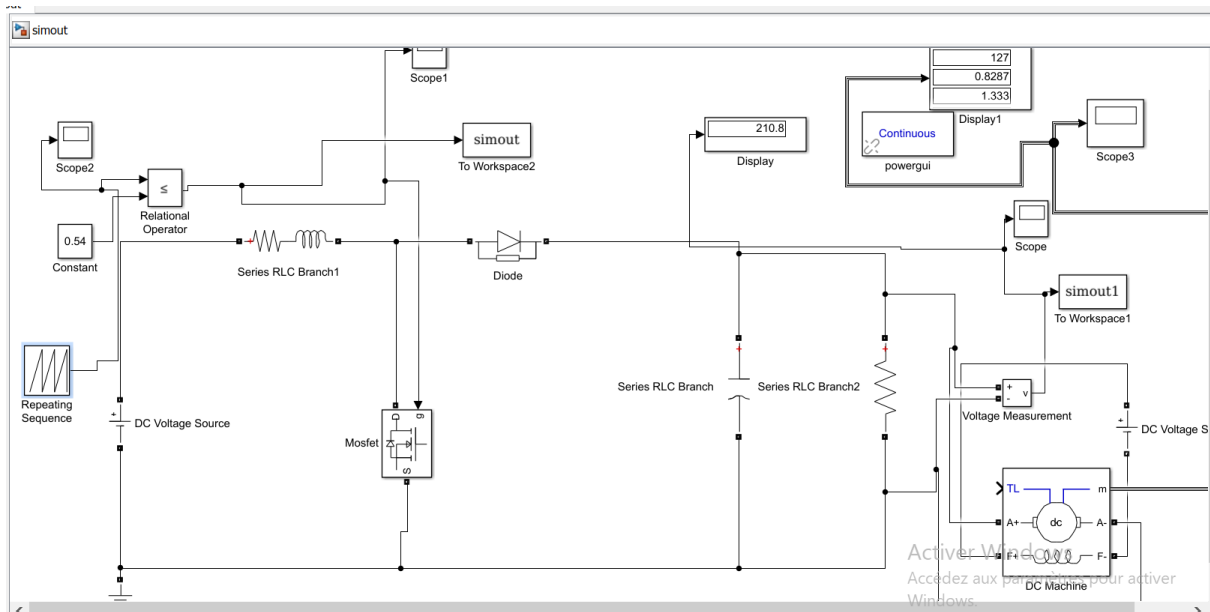 simout
Scope1
127
0.8287
1.333
Display1
Continuous
powergui
Scope3
simout
To Workspace2
210.8
Display
Scope2
≤
Relational
Operator
0.54
Constant
Series RLC Branch1
Diode
Scope
simout1
To Workspace1
Repeating
Sequence
DC Voltage Source
Mosfet
D
g
S
Series RLC Branch
Series RLC Branch2
+
-
v
Voltage Measurement
DC Voltage S
TL
m
A+
dc
A-
F+
F-
DC Machine
Activer Windows
Accédez aux paramètres pour activer
Windows.